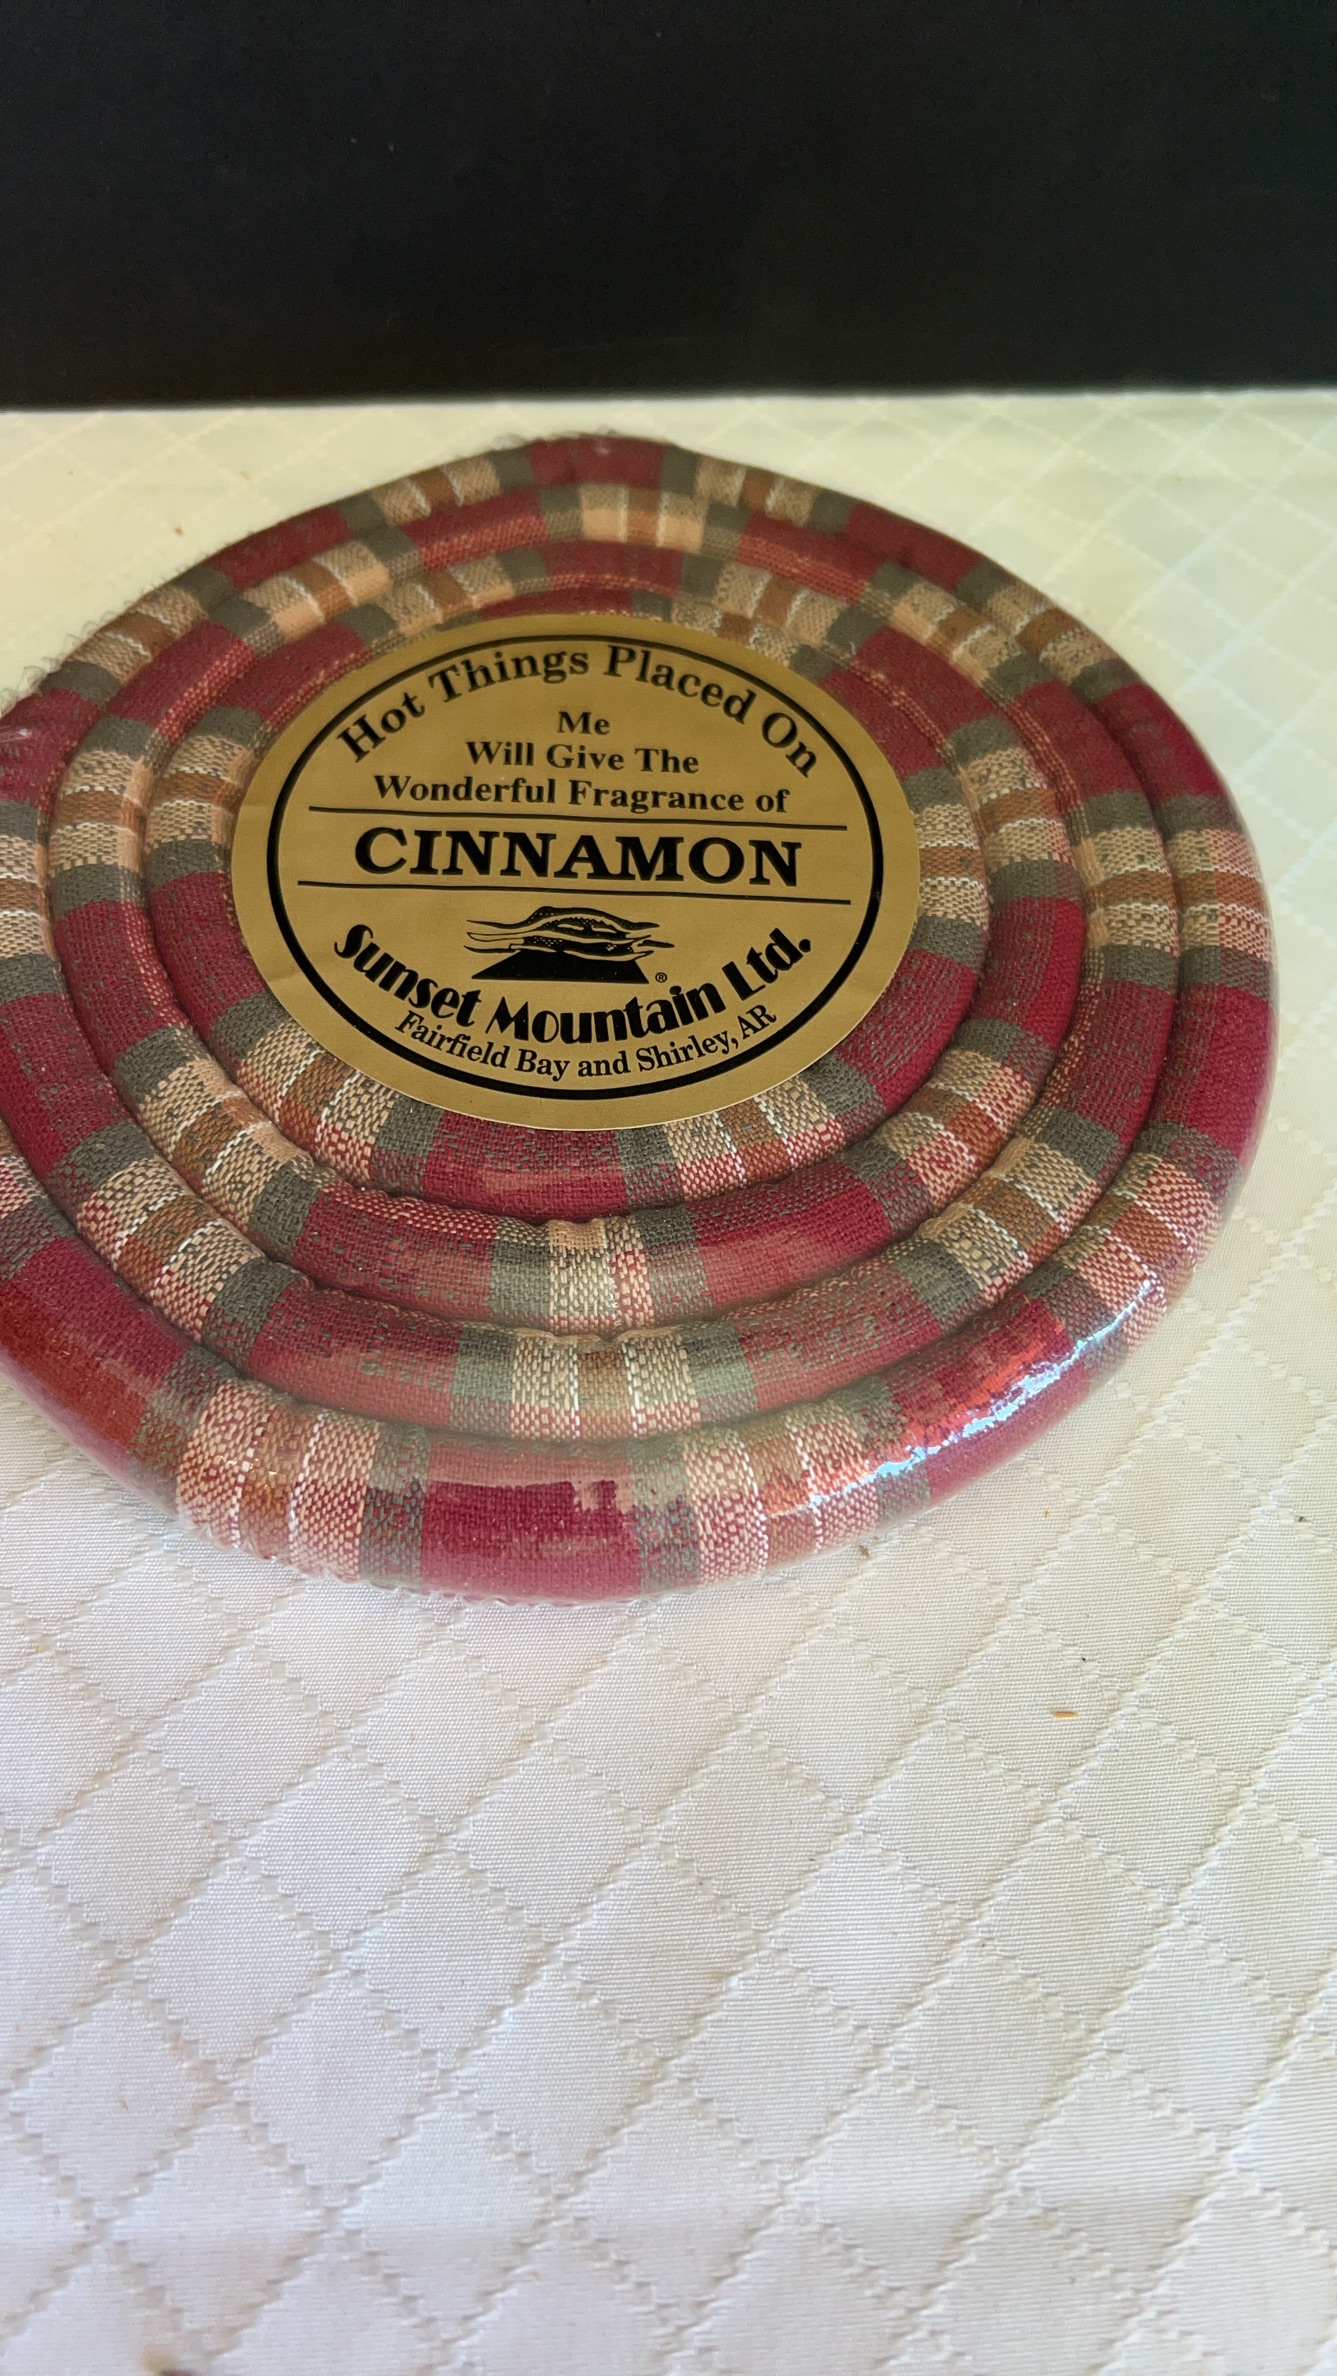 Hot Things Placed On
Me
Will Give The
Wonderful Fragrance of
CINNAMON
®
Sunset Mountain Ltd.
Fairfield Bay and Shirley, AR